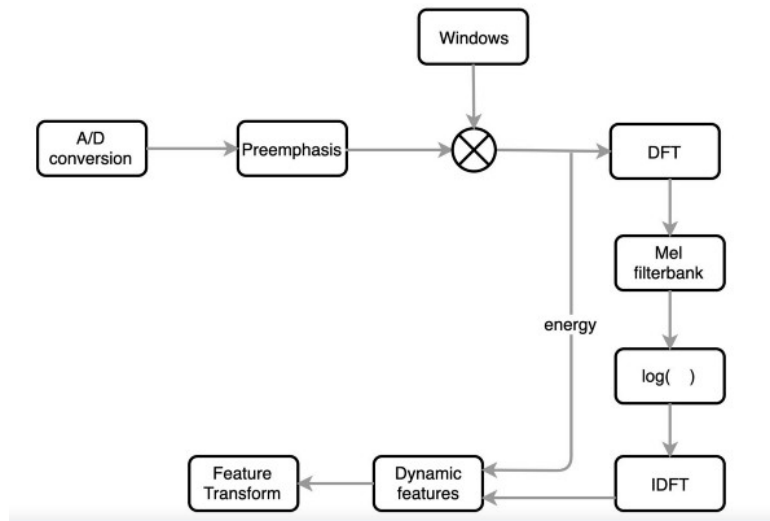 Windows
A/D
conversion
Preemphasis
DFT
Mel
filterbank
energy
log( )
Feature
Transform
Dynamic
features
IDFT